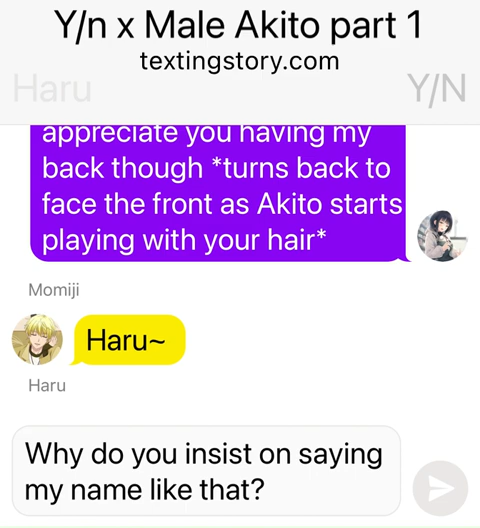 Y/n x Male Akito part 1
textingstory.com
Haru
Y/N
appreciate you having my
back though *turns back to
face the front as Akito starts
playing with your hair*
Momiji
Haru~
Haru
Why do you insist on saying
my name like that?